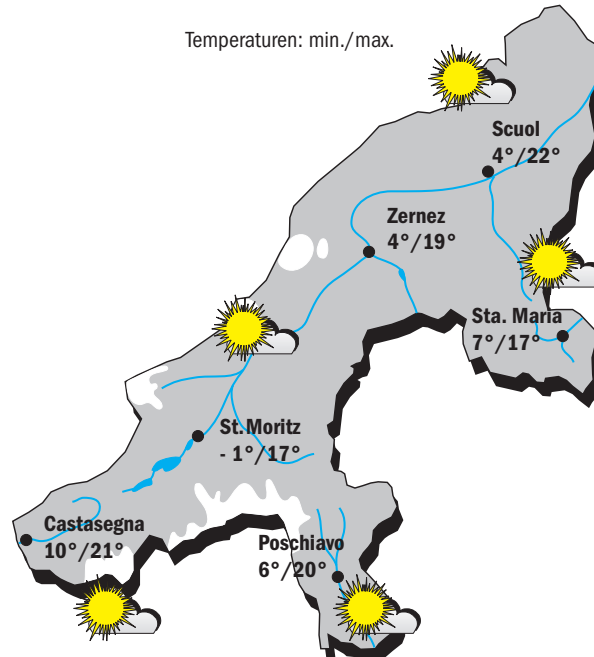 Temperaturen: min./max.
Scuol
4°/22°
Zernez
4°/19°
Sta. Maria
7°/17°
St. Moritz
- 1°/17°
Castasegna
10°/21°
Poschiavo
6°/20°